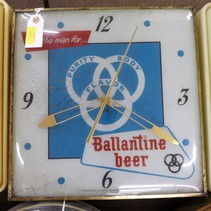 the man for...
12
PURITY BODY
FLAVOR
3
9
Ballantine
beer
6